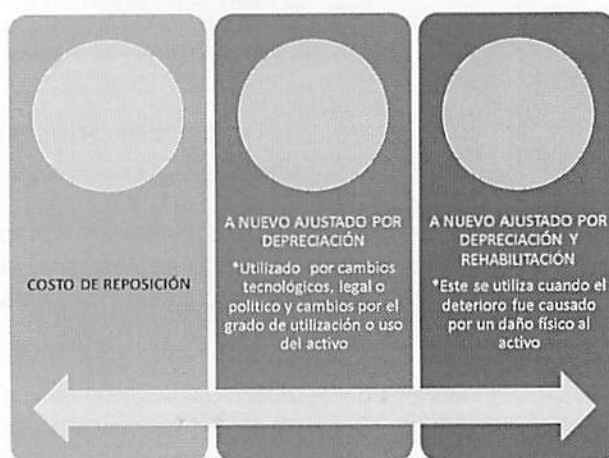 COSTO DE REPOSICIÓN
A NUEVO AJUSTADO POR
DEPRECIACIÓN
*Utilizado por cambios
tecnológicos, legal o
político y cambios por el
grado de utilización o uso
del activo
A NUEVO AJUSTADO POR
DEPRECIACIÓN Y
REHABILITACIÓN
*Este se utiliza cuando el
deterioro fue causado
por un daño físico al
activo